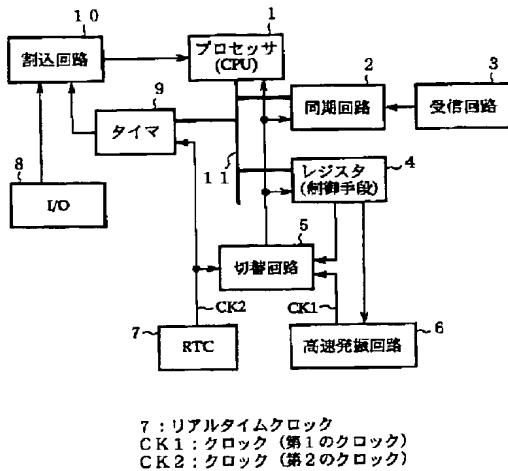 10
割込回路
1
プロセッサ
(CPU)
2
同期回路
3
受信回路
9
タイマ
11
レジスタ
(制御手段)
4
8
I/O
5
切替回路
CK2
CK1
7
RTC
6
高速発振回路
7:リアルタイムクロック
CK1:クロック(第1のクロック)
CK2:クロック(第2のクロック)